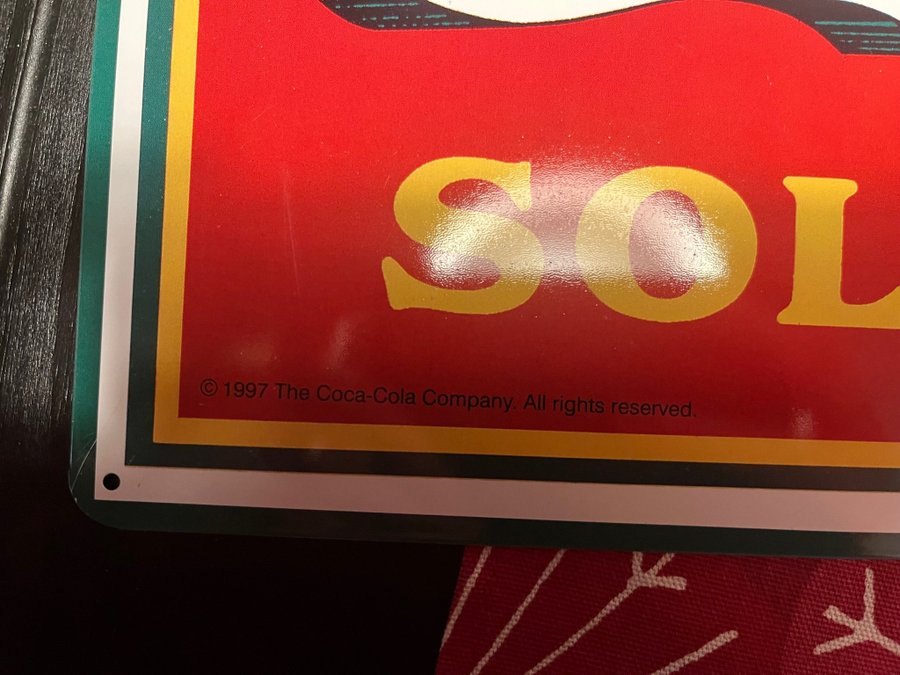 SOL
© 1997 The Coca-Cola Company. All rights reserved.